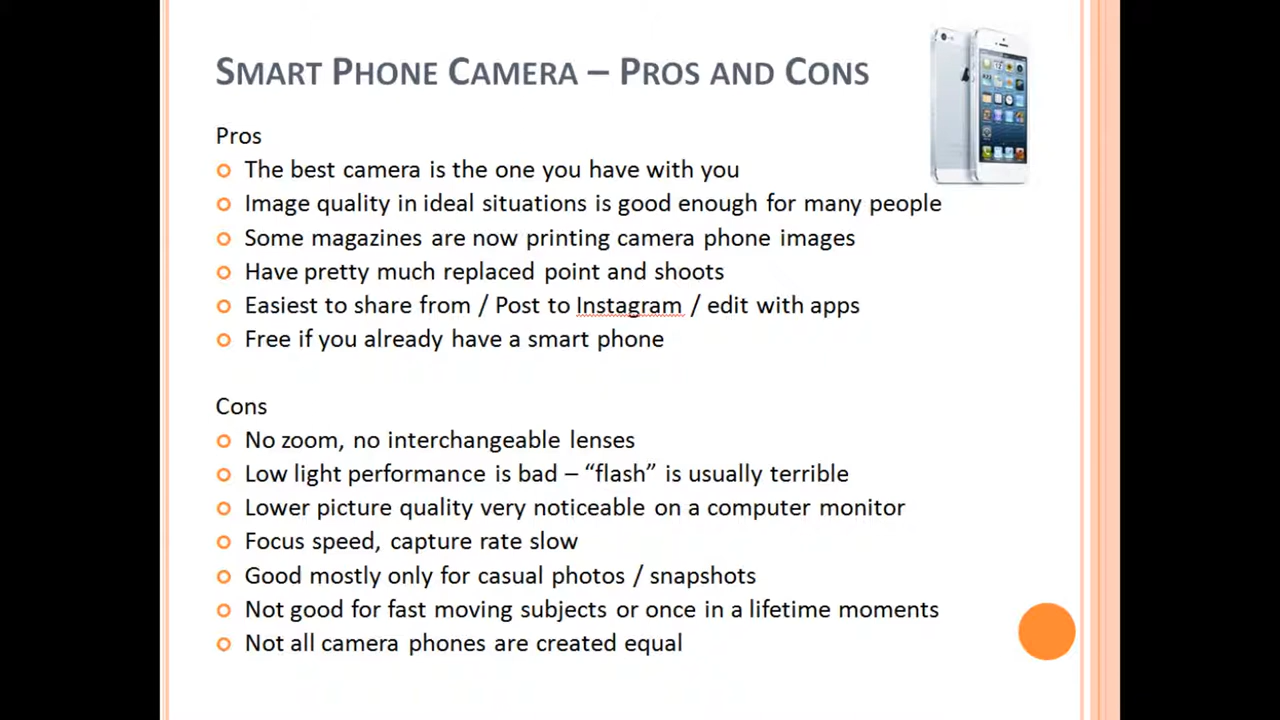 SMART PHONE CAMERA – PROS AND CONS
Pros
The best camera is the one you have with you
Image quality in ideal situations is good enough for many people
Some magazines are now printing camera phone images
Have pretty much replaced point and shoots
Easiest to share from / Post to Instagram / edit with apps
Free if you already have a smart phone
Cons
No zoom, no interchangeable lenses
Low light performance is bad – “flash” is usually terrible
Lower picture quality very noticeable on a computer monitor
Focus speed, capture rate slow
Good mostly only for casual photos / snapshots
Not good for fast moving subjects or once in a lifetime moments
Not all camera phones are created equal